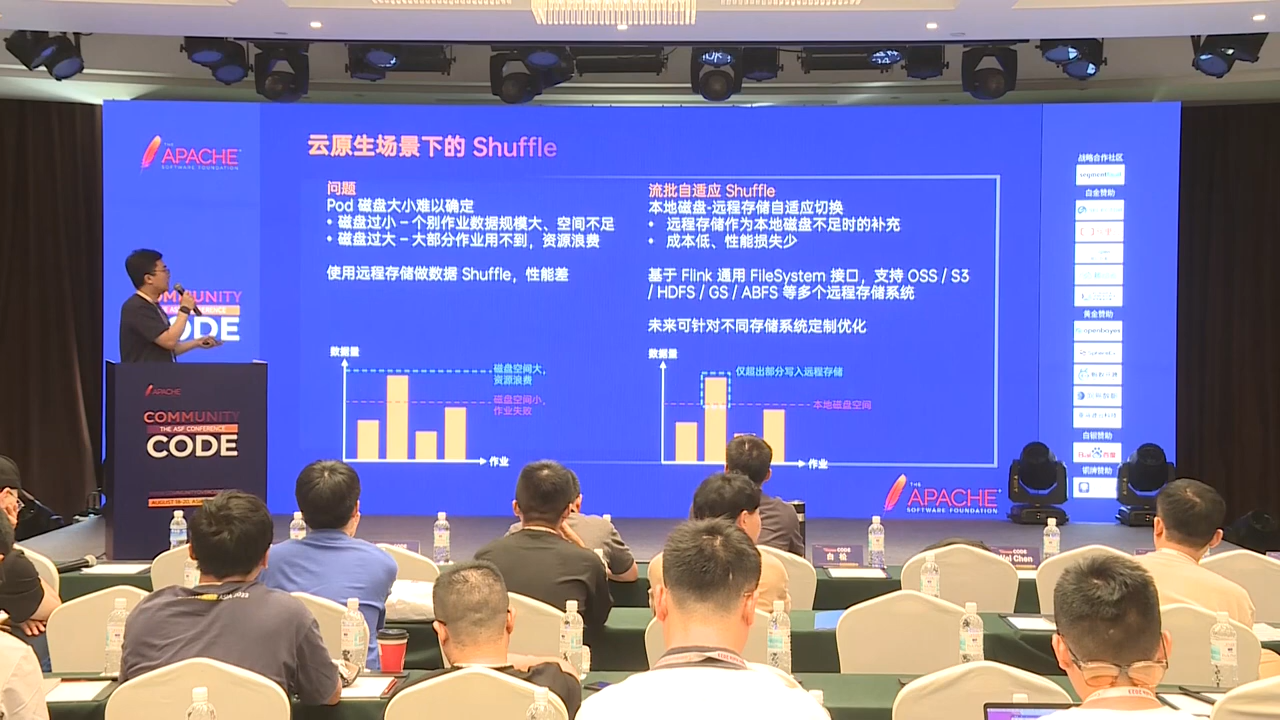 THE
APACHE
SOFTWARE FOUNDATION
云原生场景下的 Shuffle
问题
Pod 磁盘大小难以确定
• 磁盘过小 – 个别作业数据规模大、空间不足
• 磁盘过大 – 大部分作业用不到，资源浪费
使用远程存储做数据 Shuffle，性能差
数据量
磁盘空间大，
资源浪费
磁盘空间小，
作业失败
作业
流批自适应 Shuffle
本地磁盘-远程存储自适应切换
• 远程存储作为本地磁盘不足时的补充
• 成本低、性能损失少
基于 Flink 通用 FileSystem 接口，支持 OSS / S3
/ HDFS / GS / ABFS 等多个远程存储系统
未来可针对不同存储系统定制优化
数据量
仅超出部分写入远程存储
本地磁盘空间
作业
THE
APACHE
SOFTWARE FOUNDATION
战略合作社区
白金赞助
黄金赞助
白银赞助
百度
铜牌赞助
MUNITY
CONFERENCE
ODE
APACHE
COMMUNITY
THE ASF CONFERENCE
CODE
白 松
Wei Chen